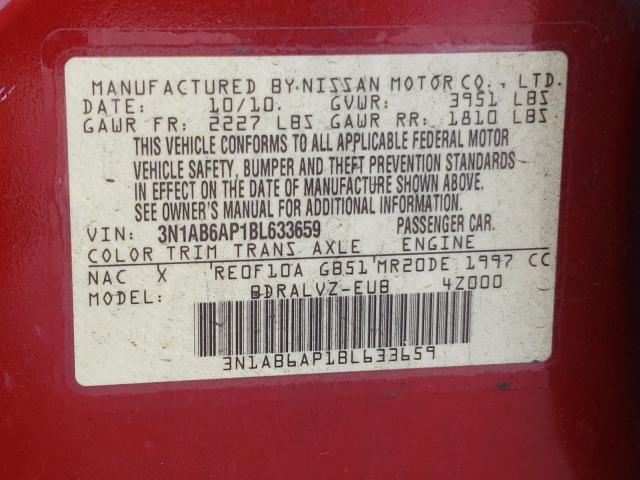 MANUFACTURED BY NISSAN MOTOR CO., LTD.
DATE: 10/10. GVWR: 3951 LBS
GAWR FR: 2227 LBS GAWR RR: 1810 LBS
THIS VEHICLE CONFORMS TO ALL APPLICABLE FEDERAL MOTOR
VEHICLE SAFETY, BUMPER AND THEFT PREVENTION STANDARDS
IN EFFECT ON THE DATE OF MANUFACTURE SHOWN ABOVE.
SEE OWNER'S MANUAL FOR ADDITIONAL INFORMATION.
VIN: 3N1AB6AP1BL633659 PASSENGER CAR.
COLOR TRIM TRANS AXLE ENGINE
NAC X RE0F10A GB51 MR20DE 1997 CC
MODEL: BDRALVZ-EUB 4Z000
3N1AB6AP1BL633659